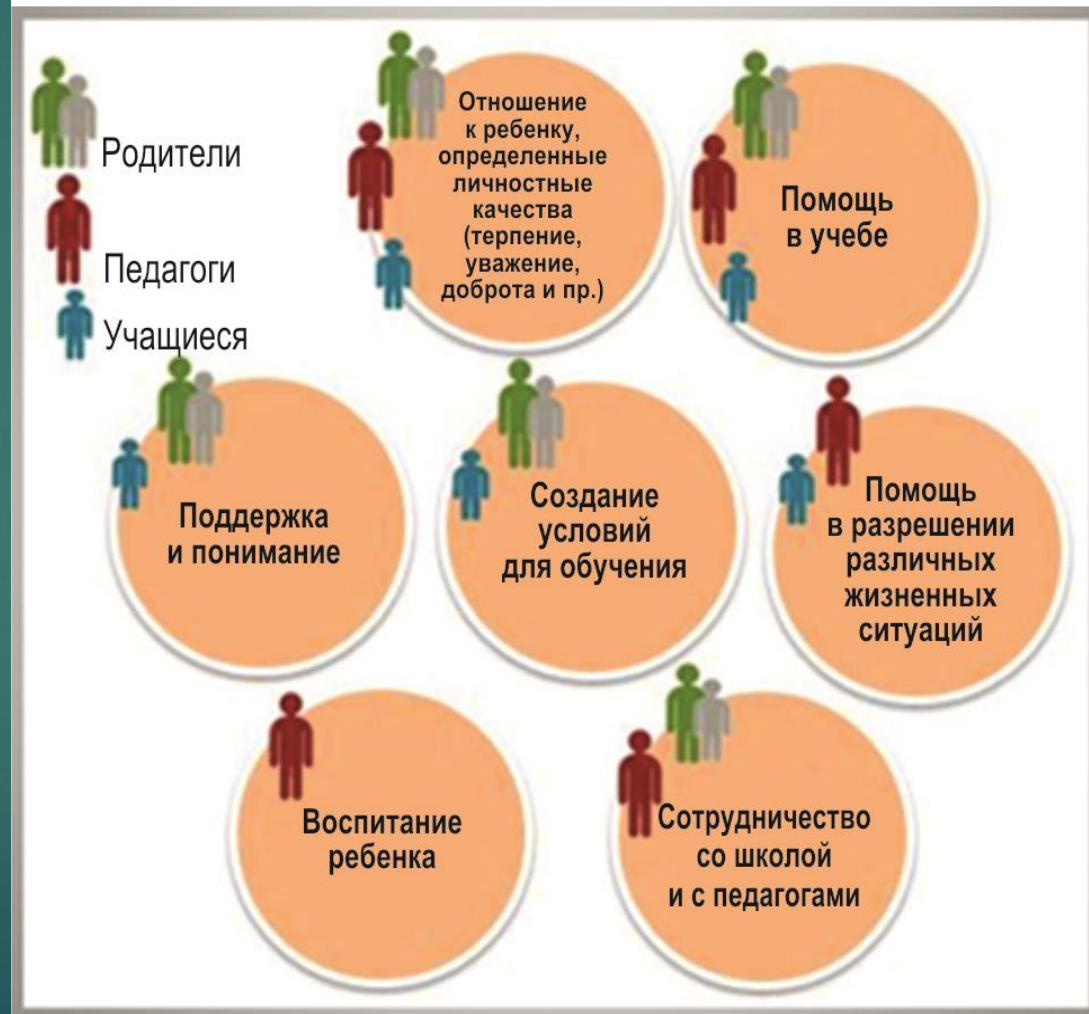 Родители
Педагоги
Учащиеся
Отношение
к ребенку,
определенные
личностные
качества
(терпение,
уважение,
доброта и пр.)
Помощь
в учебе
Поддержка
и понимание
Создание
условий
для обучения
Помощь
в разрешении
различных
жизненных
ситуаций
Воспитание
ребенка
Сотрудничество
со школой
и с педагогами